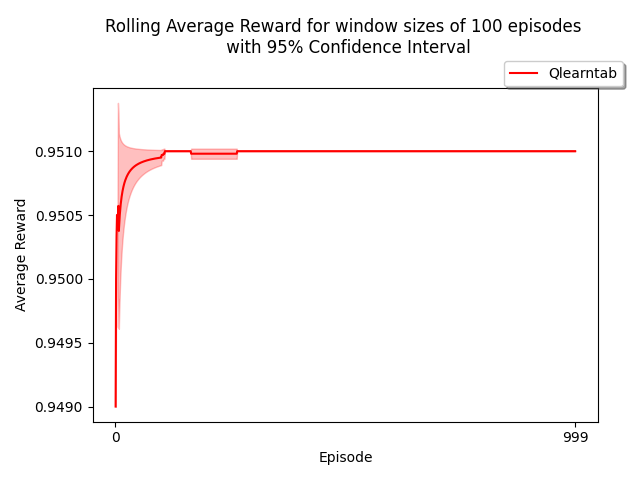 Rolling Average Reward for window sizes of 100 episodes
with 95% Confidence Interval
Qlearntab
Average Reward
0.9510
0.9505
0.9500
0.9495
0.9490
0
999
Episode